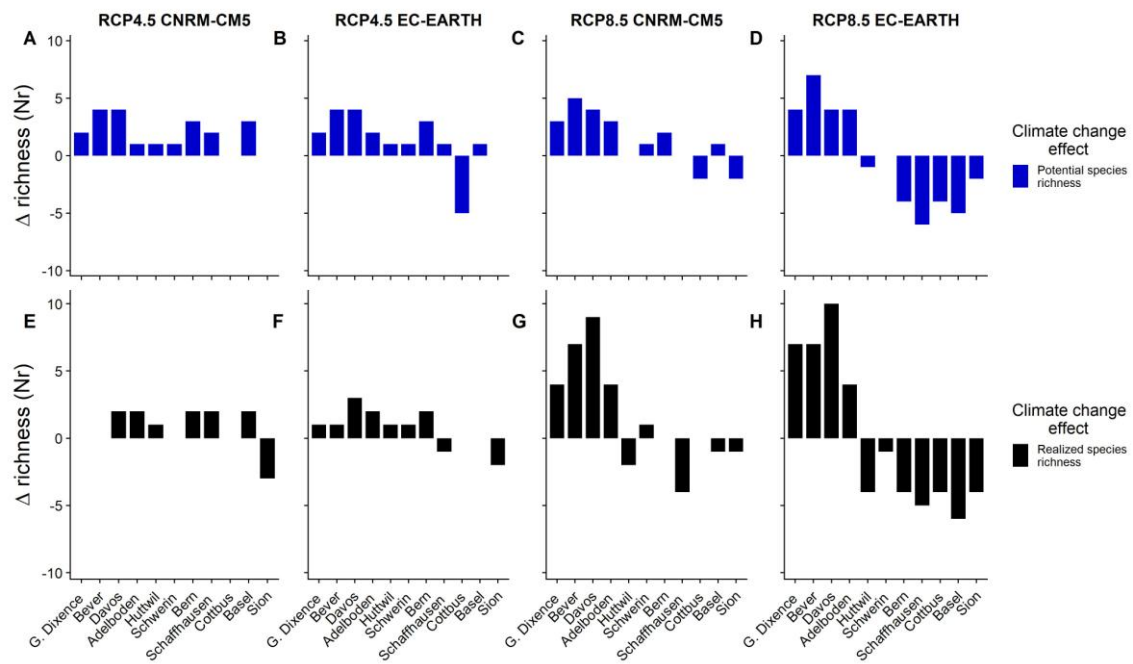 RCP4.5 CNRM-CM5
RCP4.5 EC-EARTH
RCP8.5 CNRM-CM5
RCP8.5 EC-EARTH
A
B
C
D
10
5
0
-5
-10
Δ richness (Nr)
Climate change
effect
Potential species
richness
E
F
G
H
10
5
0
-5
-10
Δ richness (Nr)
Climate change
effect
Realized species
richness
G. Dixence
Bever
Davos
Adelboden
Huttwil
Schwerin
Bern
Schaffhausen
Cottbus
Basel
Sion
G. Dixence
Bever
Davos
Adelboden
Huttwil
Schwerin
Bern
Schaffhausen
Cottbus
Basel
Sion
G. Dixence
Bever
Davos
Adelboden
Huttwil
Schwerin
Bern
Schaffhausen
Cottbus
Basel
Sion
G. Dixence
Bever
Davos
Adelboden
Huttwil
Schwerin
Bern
Schaffhausen
Cottbus
Basel
Sion